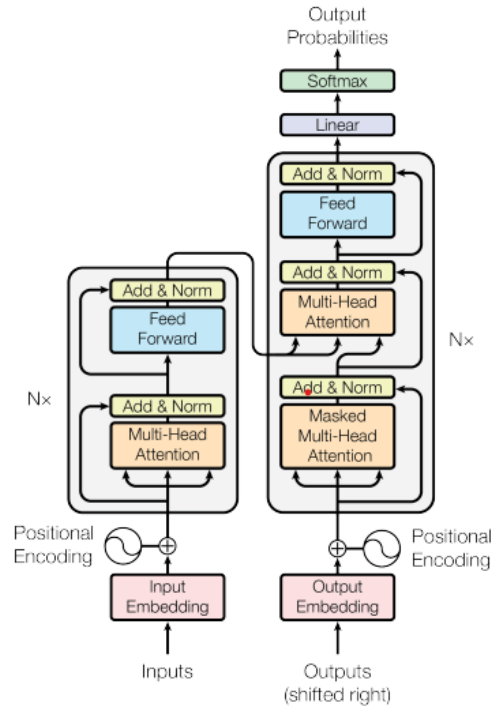 Output
Probabilities
Softmax
Linear
Add & Norm
Feed
Forward
Add & Norm
Multi-Head
Attention
Add & Norm
Masked
Multi-Head
Attention
Nx
Positional
Encoding
Output
Embedding
Outputs
(shifted right)
Add & Norm
Feed
Forward
Add & Norm
Multi-Head
Attention
Nx
Positional
Encoding
Input
Embedding
Inputs